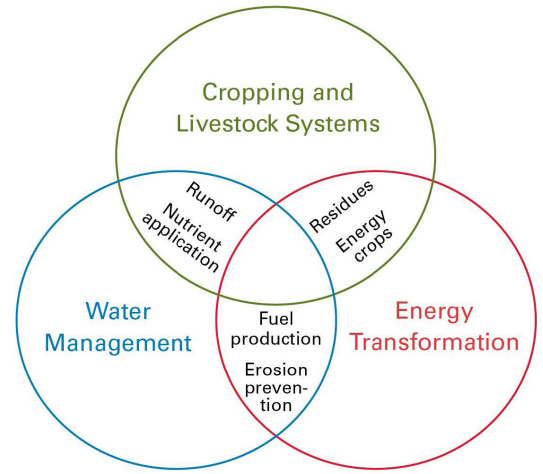 Cropping and
Livestock Systems
Runoff
Nutrient
application
Residues
Energy
crops
Water
Management
Fuel
production
Erosion
preven-
tion
Energy
Transformation